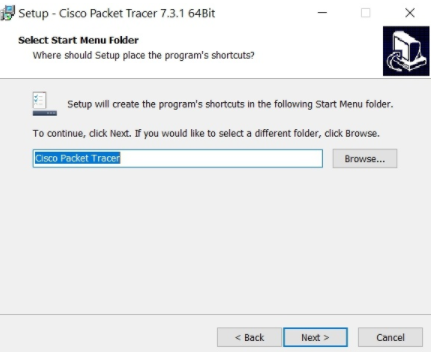 Setup - Cisco Packet Tracer 7.3.1 64Bit
Select Start Menu Folder
Where should Setup place the program's shortcuts?
Setup will create the program's shortcuts in the following Start Menu folder.
To continue, click Next. If you would like to select a different folder, click Browse.
Cisco Packet Tracer
Browse...
< Back
Next >
Cancel